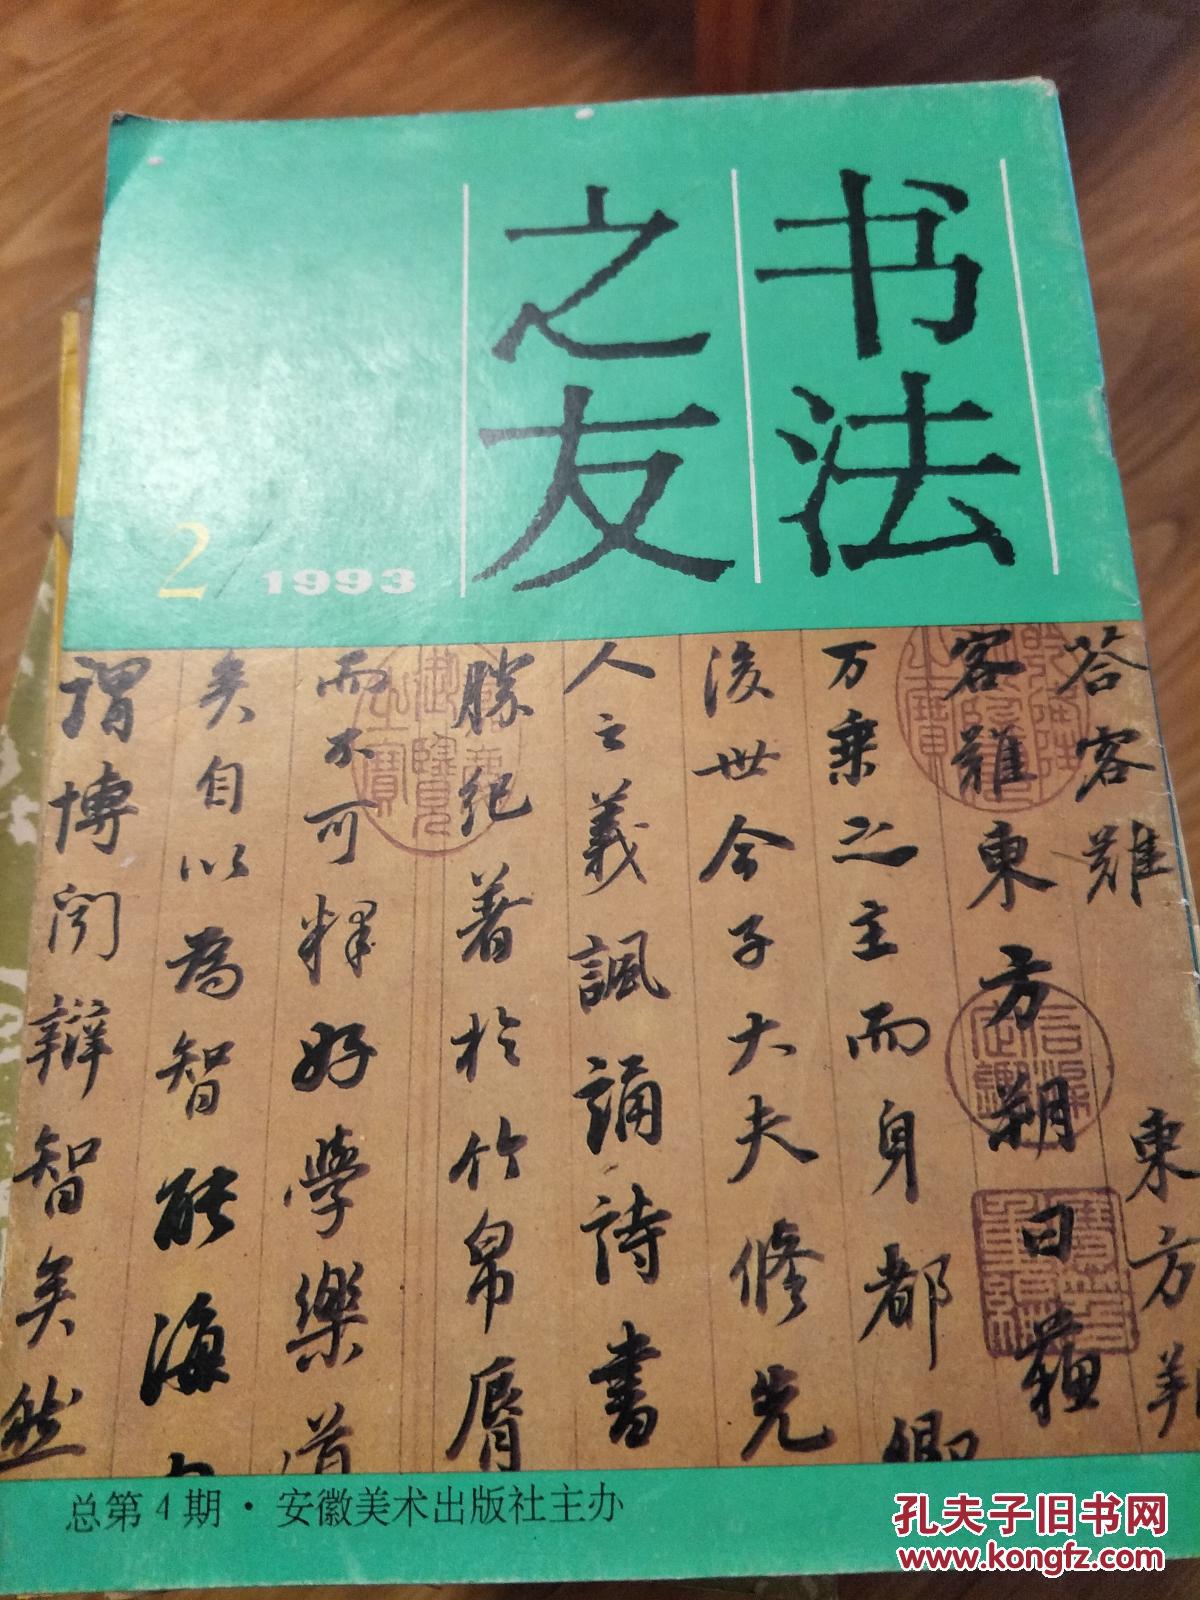 书法
之友
2
1993
答客難 東方朔
客難東方朔曰蘇
万乘之主而身都卿
後世今子大夫修先
人之義諷誦詩書
勝紀著於竹帛脣
而不可釋好學樂道
矣自以為智能海
謂博聞辯智矣然
总第4期·安徽美术出版社主办
孔夫子旧书网
www.kongfz.com